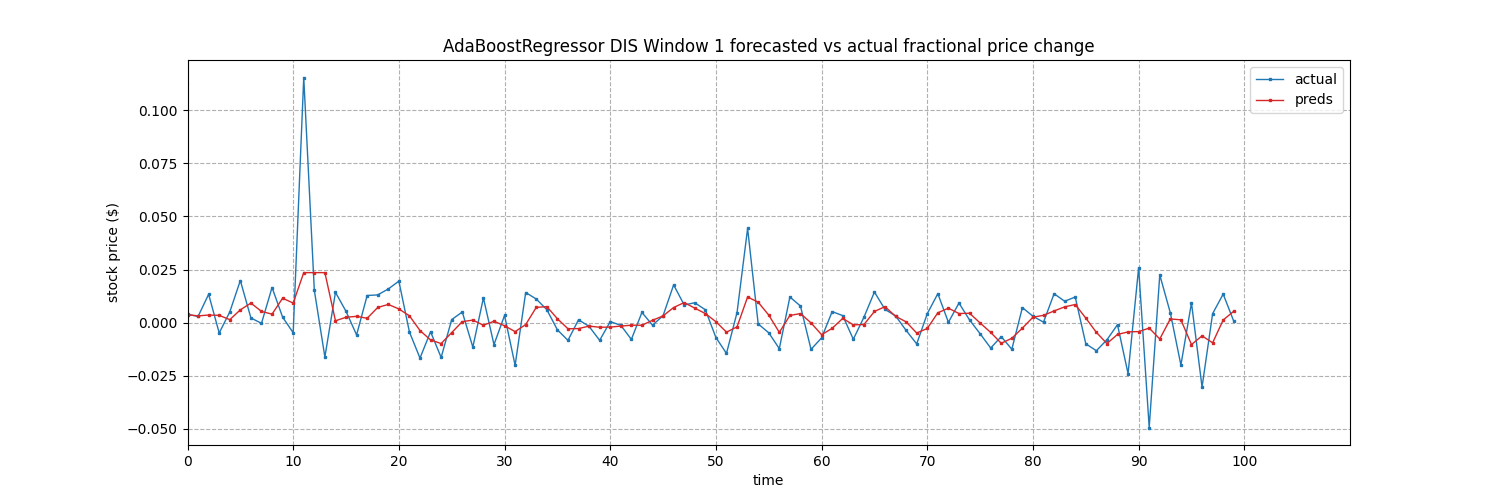 AdaBoostRegressor DIS Window 1 forecasted vs actual fractional price change
actual
preds
0.100
0.075
0.050
0.025
0.000
−0.025
−0.050
stock price ($)
0 10 20 30 40 50 60 70 80 90 100
time